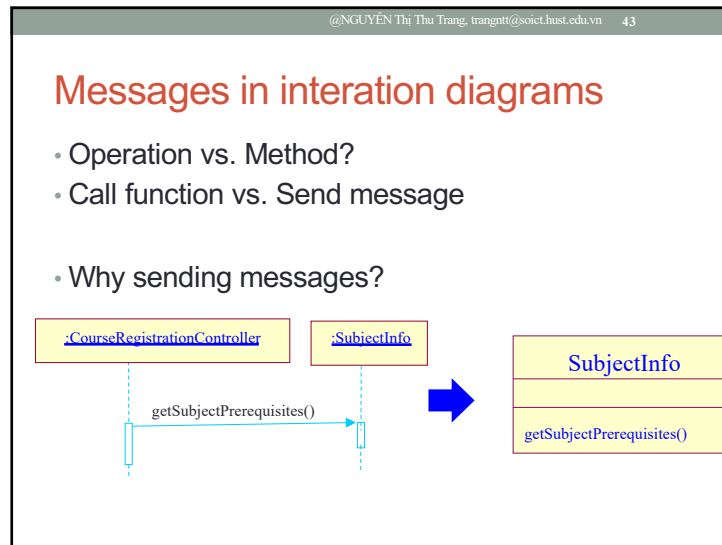 @NGUYỄN Thị Thu Trang, trangntt@soict.hust.edu.vn 43
Messages in interation diagrams
• Operation vs. Method?
• Call function vs. Send message
• Why sending messages?
:CourseRegistrationController
:SubjectInfo
getSubjectPrerequisites()
SubjectInfo
getSubjectPrerequisites()